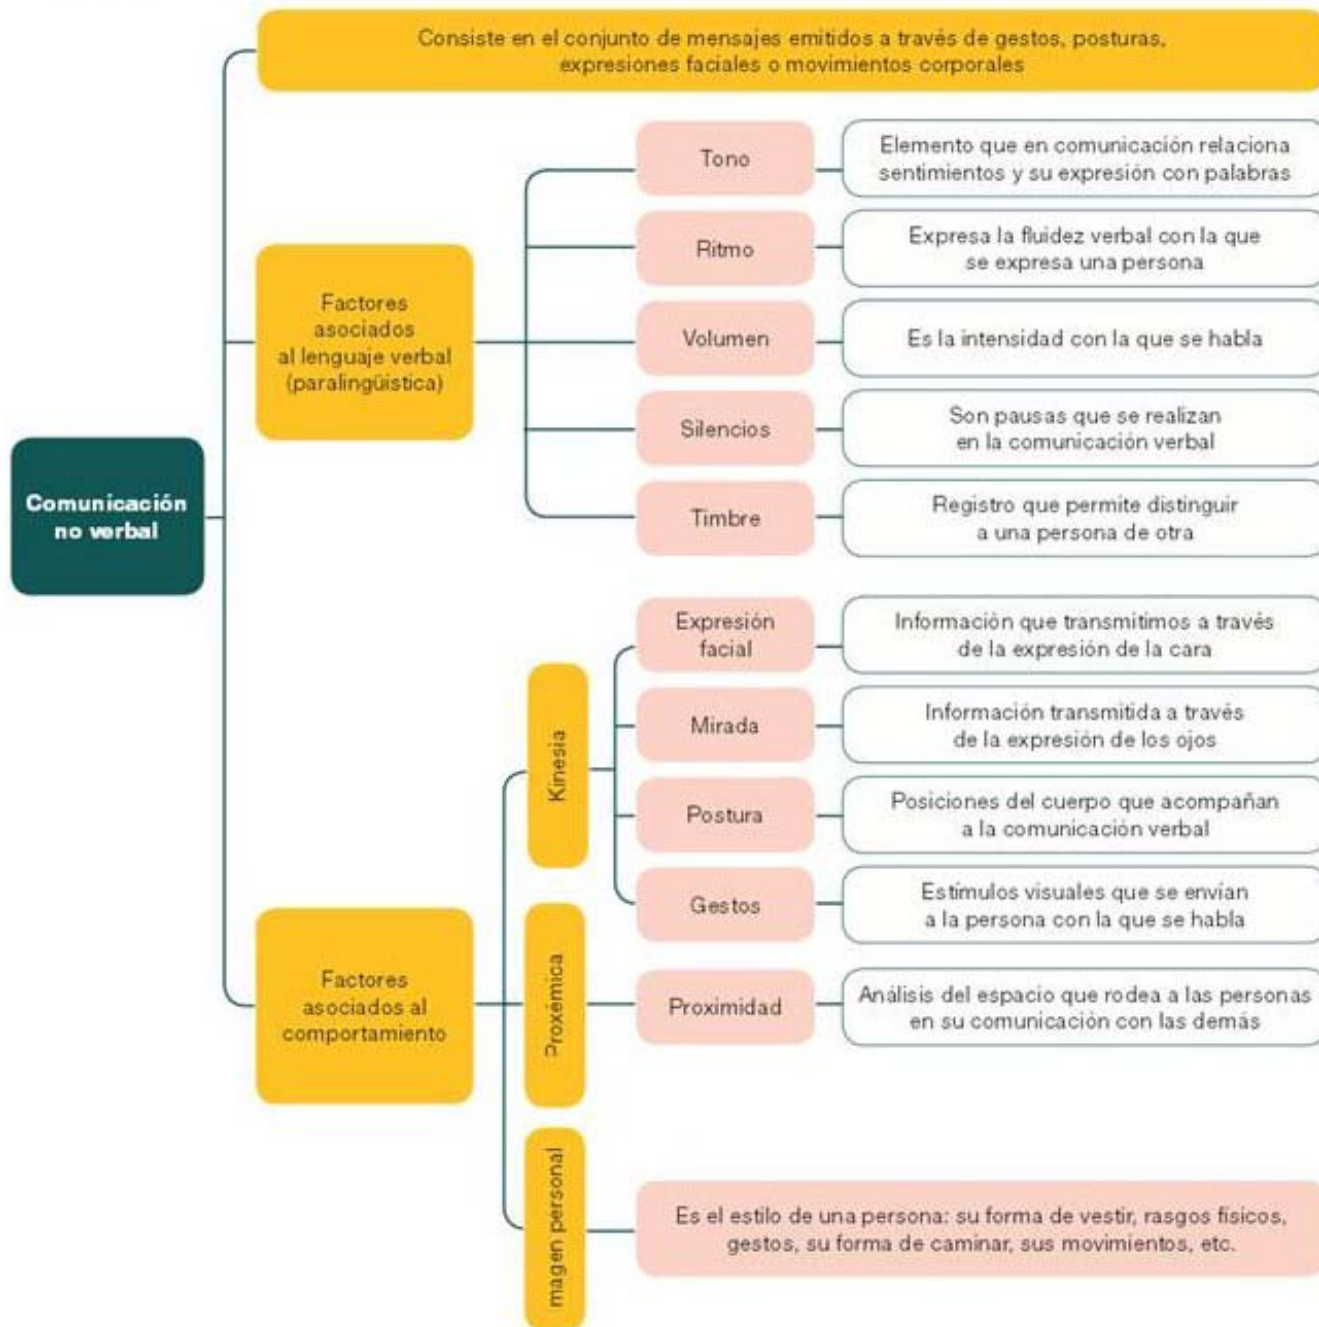 Consiste en el conjunto de mensajes emitidos a través de gestos, posturas,
expresiones faciales o movimientos corporales
Comunicación
no verbal
Factores
asociados
al lenguaje verbal
(paralingüística)
Tono
Elemento que en comunicación relaciona
sentimientos y su expresión con palabras
Ritmo
Expresa la fluidez verbal con la que
se expresa una persona
Volumen
Es la intensidad con la que se habla
Silencios
Son pausas que se realizan
en la comunicación verbal
Timbre
Registro que permite distinguir
a una persona de otra
Factores
asociados al
comportamiento
Kinesia
Expresión
facial
Información que transmitimos a través
de la expresión de la cara
Mirada
Información transmitida a través
de la expresión de los ojos
Postura
Posiciones del cuerpo que acompañan
a la comunicación verbal
Gestos
Estímulos visuales que se envían
a la persona con la que se habla
Proxémica
Proximidad
Análisis del espacio que rodea a las personas
en su comunicación con las demás
magen personal
Es el estilo de una persona: su forma de vestir, rasgos físicos,
gestos, su forma de caminar, sus movimientos, etc.